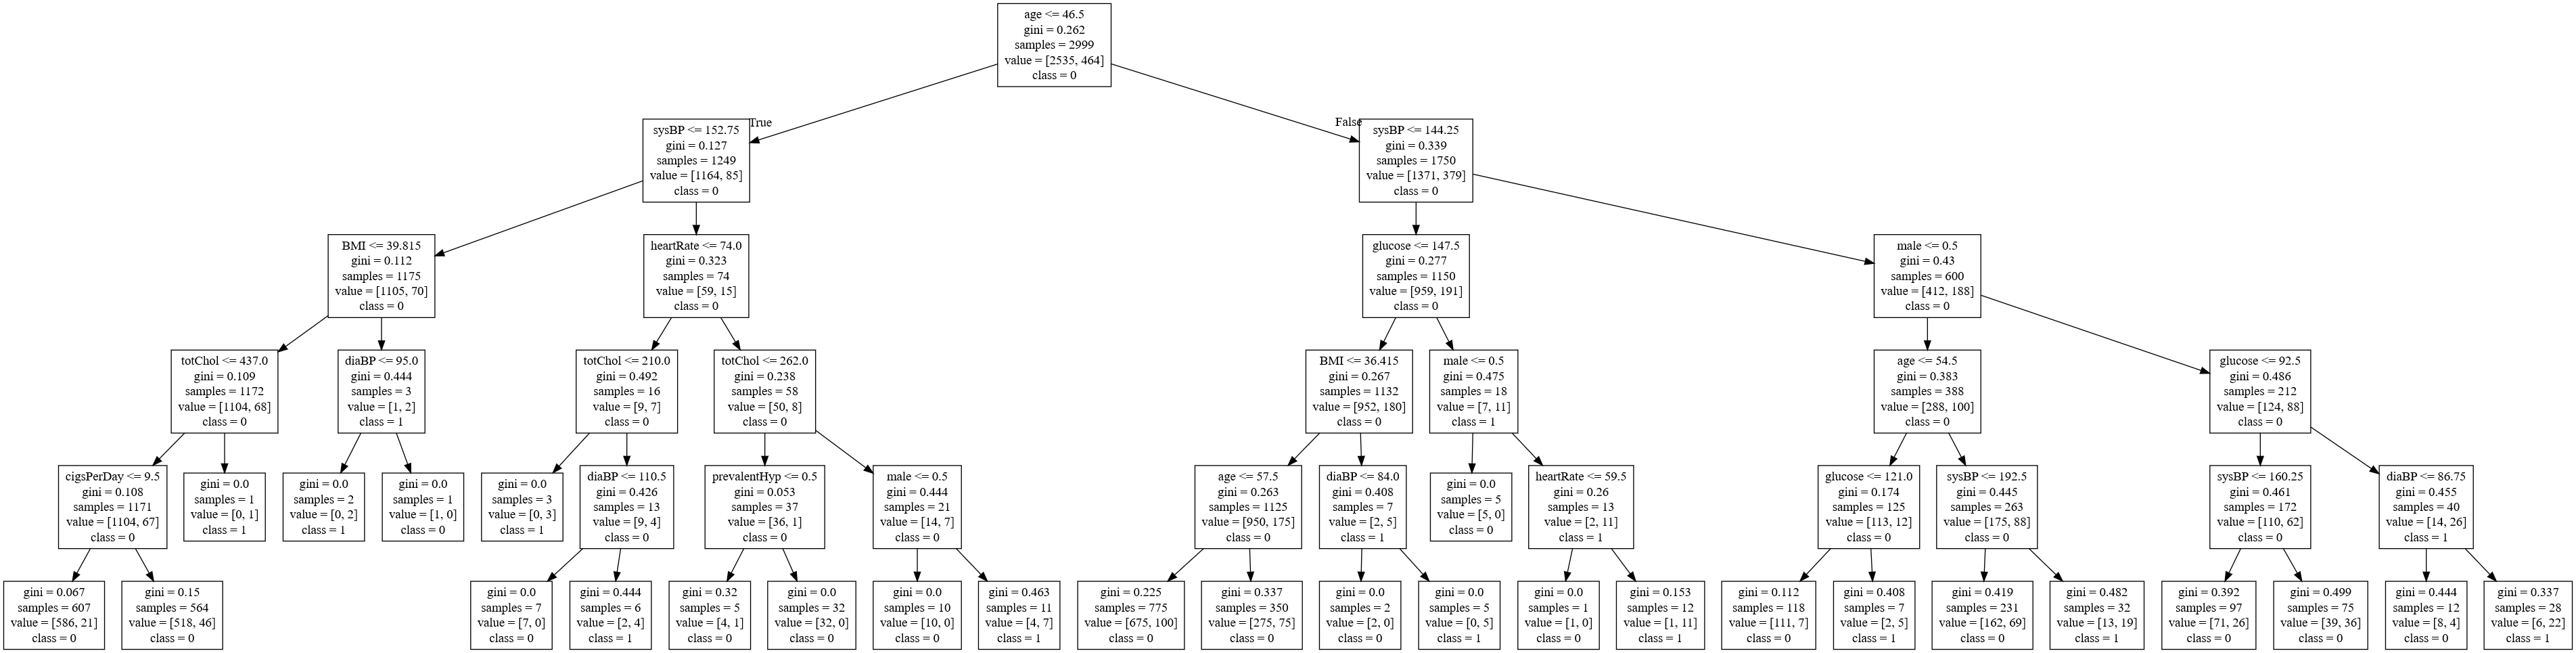 age <= 46.5
gini = 0.262
samples = 2999
value = [2535, 464]
class = 0
True
False
sysBP <= 152.75
gini = 0.127
samples = 1249
value = [1164, 85]
class = 0
sysBP <= 144.25
gini = 0.339
samples = 1750
value = [1371, 379]
class = 0
BMI <= 39.815
gini = 0.112
samples = 1175
value = [1105, 70]
class = 0
heartRate <= 74.0
gini = 0.323
samples = 74
value = [59, 15]
class = 0
glucose <= 147.5
gini = 0.277
samples = 1150
value = [959, 191]
class = 0
male <= 0.5
gini = 0.43
samples = 600
value = [412, 188]
class = 0
totChol <= 437.0
gini = 0.109
samples = 1172
value = [1104, 68]
class = 0
diaBP <= 95.0
gini = 0.444
samples = 3
value = [1, 2]
class = 1
totChol <= 210.0
gini = 0.492
samples = 16
value = [9, 7]
class = 0
totChol <= 262.0
gini = 0.238
samples = 58
value = [50, 8]
class = 0
BMI <= 36.415
gini = 0.267
samples = 1132
value = [952, 180]
class = 0
male <= 0.5
gini = 0.475
samples = 18
value = [7, 11]
class = 1
age <= 54.5
gini = 0.383
samples = 388
value = [288, 100]
class = 0
glucose <= 92.5
gini = 0.486
samples = 212
value = [124, 88]
class = 0
cigsPerDay <= 9.5
gini = 0.108
samples = 1171
value = [1104, 67]
class = 0
gini = 0.0
samples = 1
value = [0, 1]
class = 1
gini = 0.0
samples = 2
value = [0, 2]
class = 1
gini = 0.0
samples = 1
value = [1, 0]
class = 0
gini = 0.0
samples = 3
value = [0, 3]
class = 1
diaBP <= 110.5
gini = 0.426
samples = 13
value = [9, 4]
class = 0
prevalentHyp <= 0.5
gini = 0.053
samples = 37
value = [36, 1]
class = 0
male <= 0.5
gini = 0.444
samples = 21
value = [14, 7]
class = 0
age <= 57.5
gini = 0.263
samples = 1125
value = [950, 175]
class = 0
diaBP <= 84.0
gini = 0.408
samples = 7
value = [2, 5]
class = 1
gini = 0.0
samples = 5
value = [5, 0]
class = 0
heartRate <= 59.5
gini = 0.26
samples = 13
value = [2, 11]
class = 1
glucose <= 121.0
gini = 0.174
samples = 125
value = [113, 12]
class = 0
sysBP <= 192.5
gini = 0.445
samples = 263
value = [175, 88]
class = 0
sysBP <= 160.25
gini = 0.461
samples = 172
value = [110, 62]
class = 0
diaBP <= 86.75
gini = 0.455
samples = 40
value = [14, 26]
class = 1
gini = 0.067
samples = 607
value = [586, 21]
class = 0
gini = 0.15
samples = 564
value = [518, 46]
class = 0
gini = 0.0
samples = 7
value = [7, 0]
class = 0
gini = 0.444
samples = 6
value = [2, 4]
class = 1
gini = 0.32
samples = 5
value = [4, 1]
class = 0
gini = 0.0
samples = 32
value = [32, 0]
class = 0
gini = 0.0
samples = 10
value = [10, 0]
class = 0
gini = 0.463
samples = 11
value = [4, 7]
class = 1
gini = 0.225
samples = 775
value = [675, 100]
class = 0
gini = 0.337
samples = 350
value = [275, 75]
class = 0
gini = 0.0
samples = 2
value = [2, 0]
class = 0
gini = 0.0
samples = 5
value = [0, 5]
class = 1
gini = 0.0
samples = 1
value = [1, 0]
class = 0
gini = 0.153
samples = 12
value = [1, 11]
class = 1
gini = 0.112
samples = 118
value = [111, 7]
class = 0
gini = 0.408
samples = 7
value = [2, 5]
class = 1
gini = 0.419
samples = 231
value = [162, 69]
class = 0
gini = 0.482
samples = 32
value = [13, 19]
class = 1
gini = 0.392
samples = 97
value = [71, 26]
class = 0
gini = 0.499
samples = 75
value = [39, 36]
class = 0
gini = 0.444
samples = 12
value = [8, 4]
class = 0
gini = 0.337
samples = 28
value = [6, 22]
class = 1